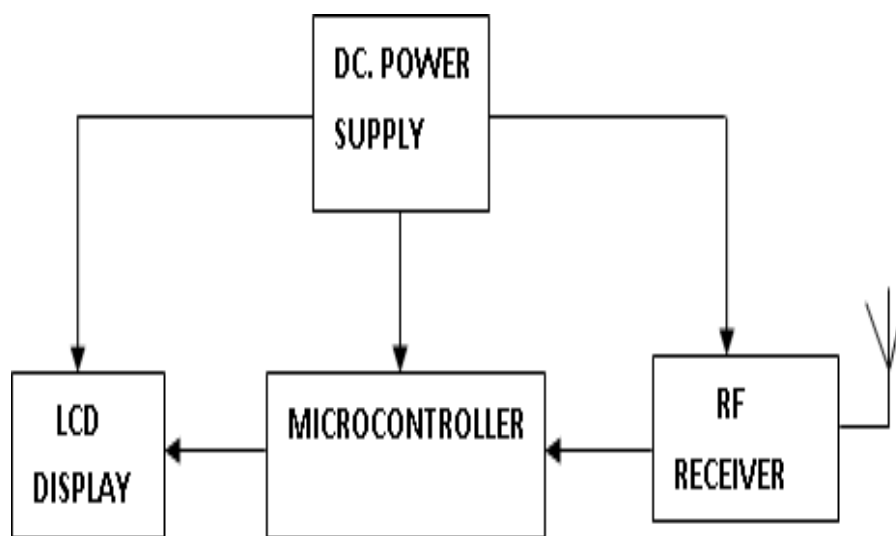 DC. POWER
SUPPLY
LCD
DISPLAY
MICROCONTROLLER
RF
RECEIVER